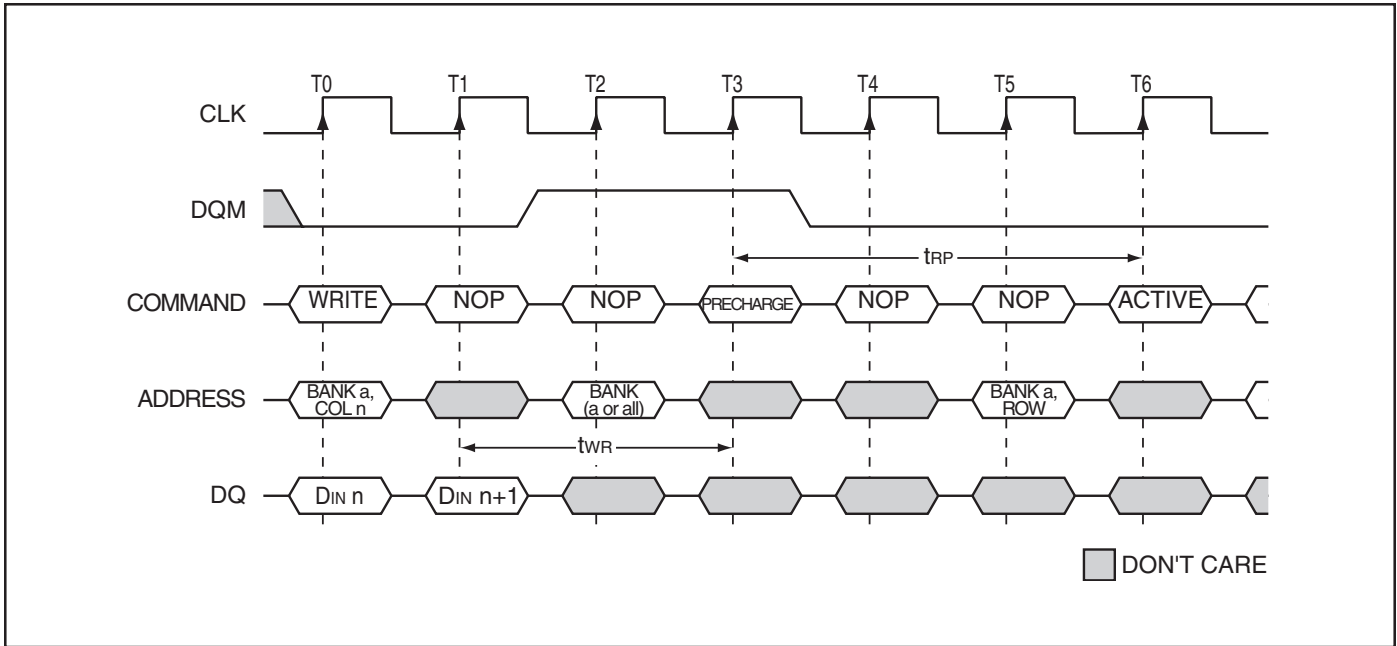 T0 T1 T2 T3 T4 T5 T6
CLK
DQM
tRP
COMMAND WRITE NOP NOP PRECHARGE NOP NOP ACTIVE
ADDRESS BANK a, COL n BANK (a or all) BANK a, ROW
tWR
DQ DIN n DIN n+1
DON'T CARE